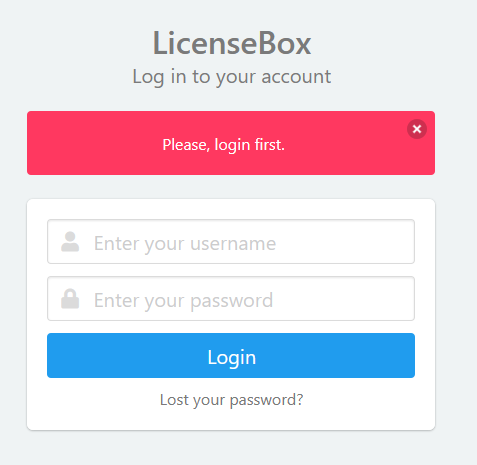 LicenseBox
Log in to your account
Please, login first.
Enter your username
Enter your password
Login
Lost your password?